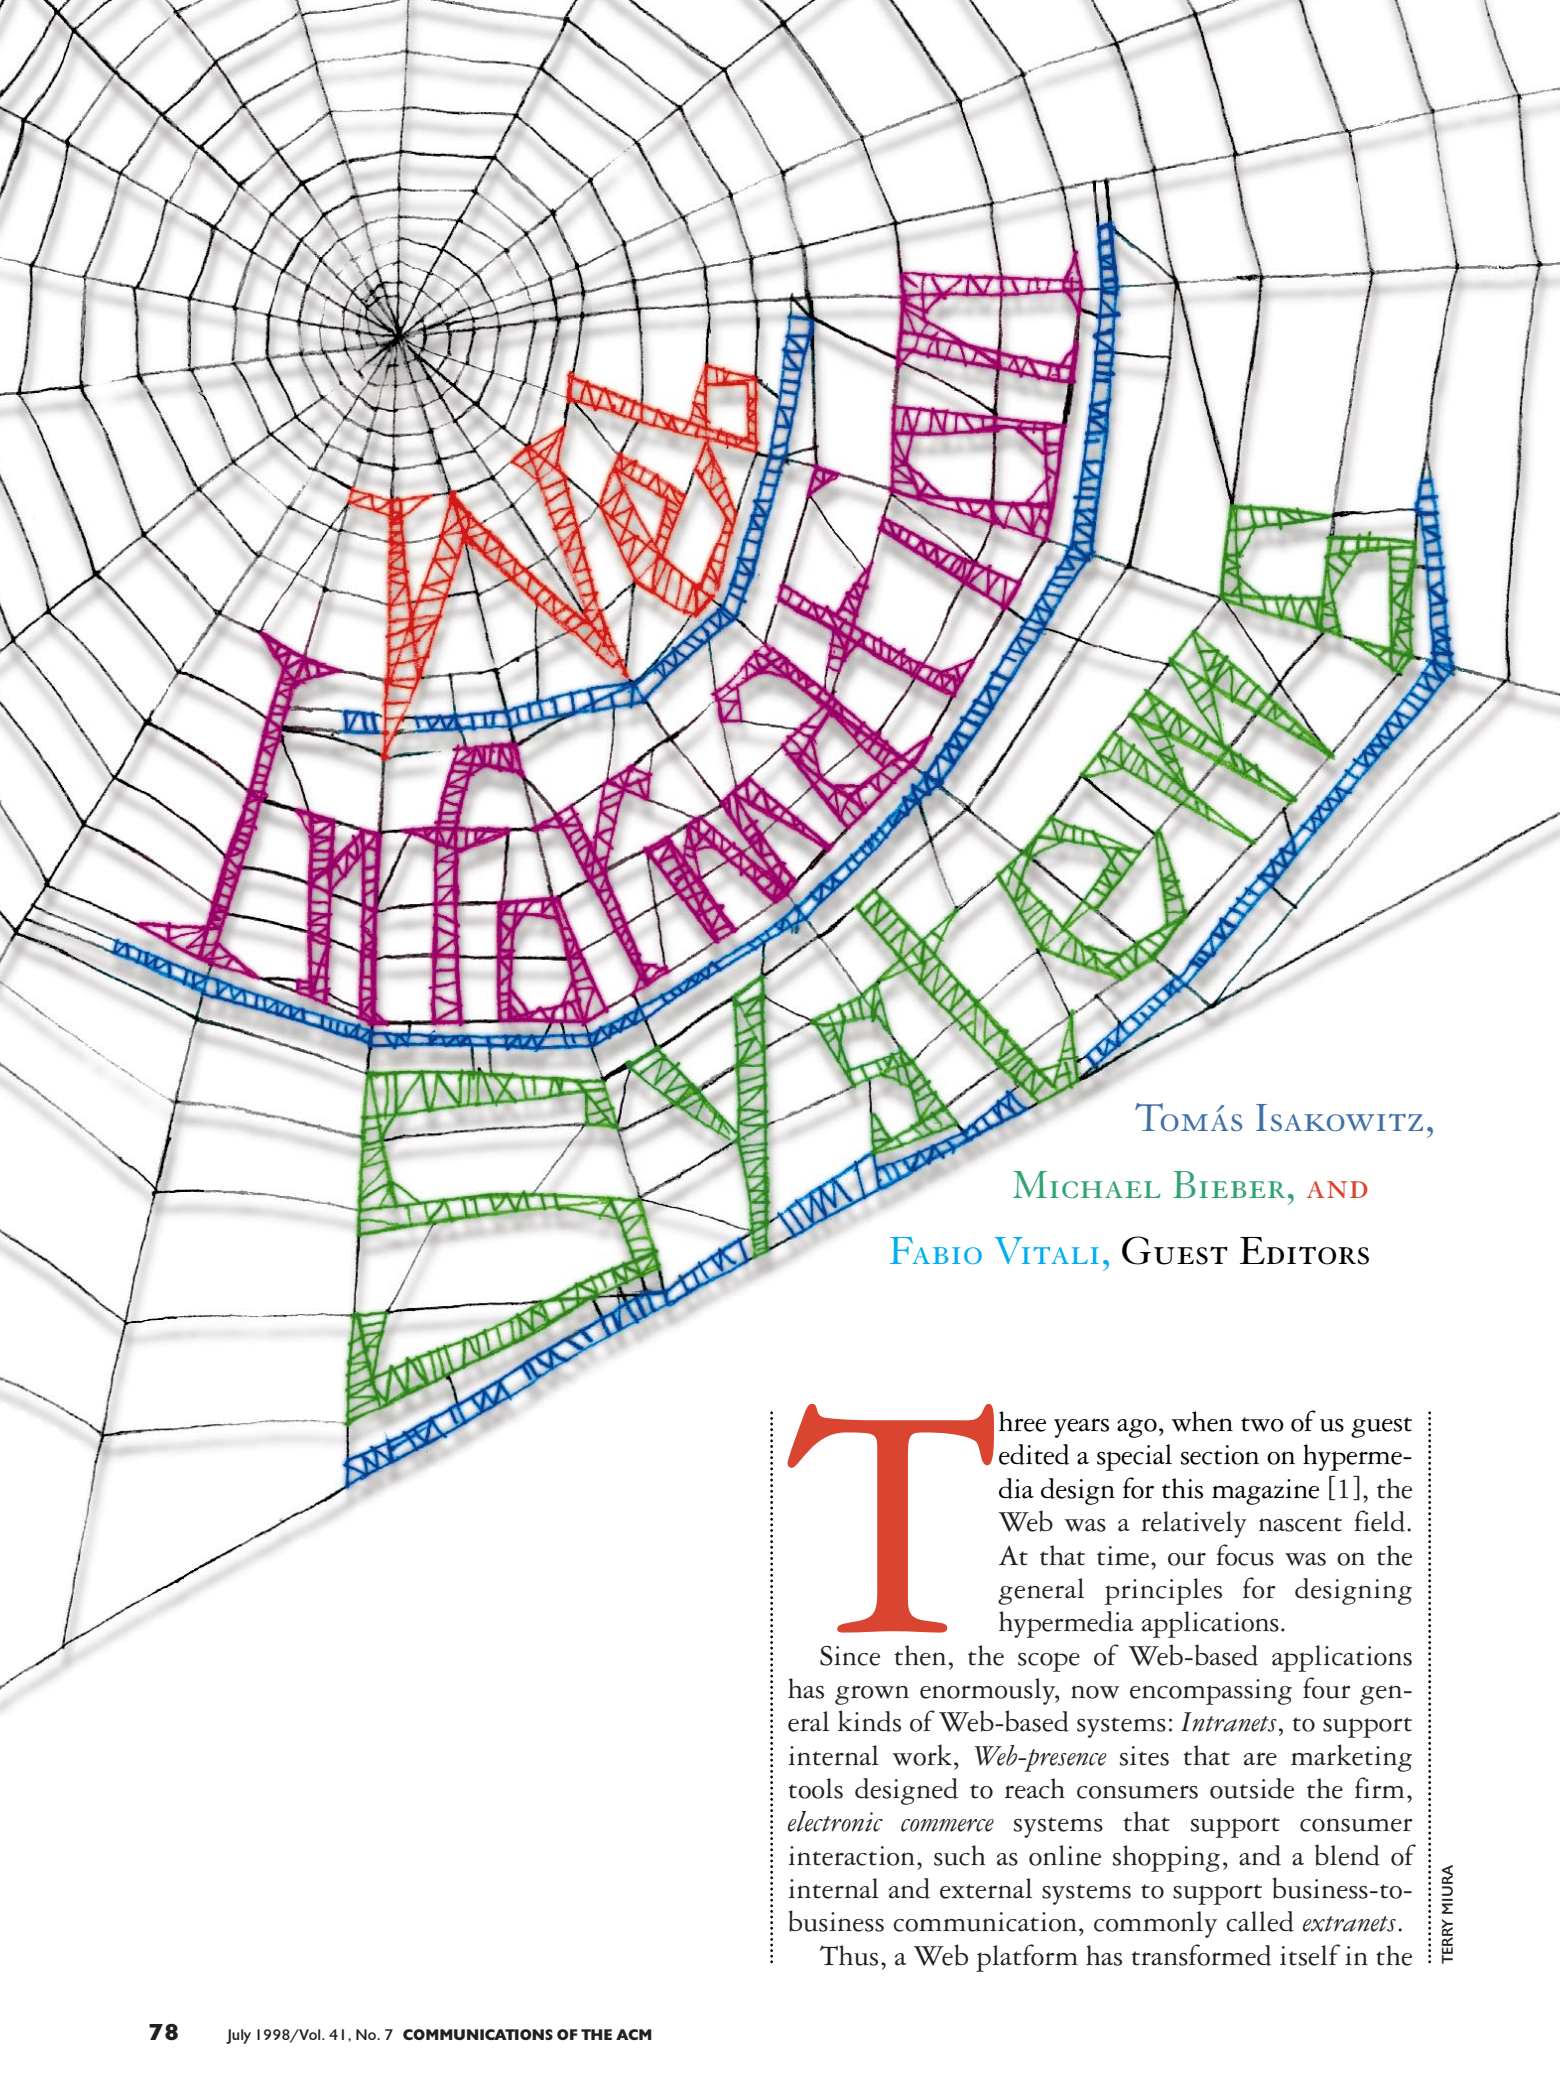 Web
Information
Systems
Tomás Isakowitz,
Michael Bieber, and
Fabio Vitali, Guest Editors
Three years ago, when two of us guest
edited a special section on hyperme-
dia design for this magazine [1], the
Web was a relatively nascent field.
At that time, our focus was on the
general principles for designing
hypermedia applications.
Since then, the scope of Web-based applications
has grown enormously, now encompassing four gen-
eral kinds of Web-based systems: Intranets, to support
internal work, Web-presence sites that are marketing
tools designed to reach consumers outside the firm,
electronic commerce systems that support consumer
interaction, such as online shopping, and a blend of
internal and external systems to support business-to-
business communication, commonly called extranets.
Thus, a Web platform has transformed itself in the
TERRY MIURA
78 July 1998/Vol. 41, No. 7 COMMUNICATIONS OF THE ACM